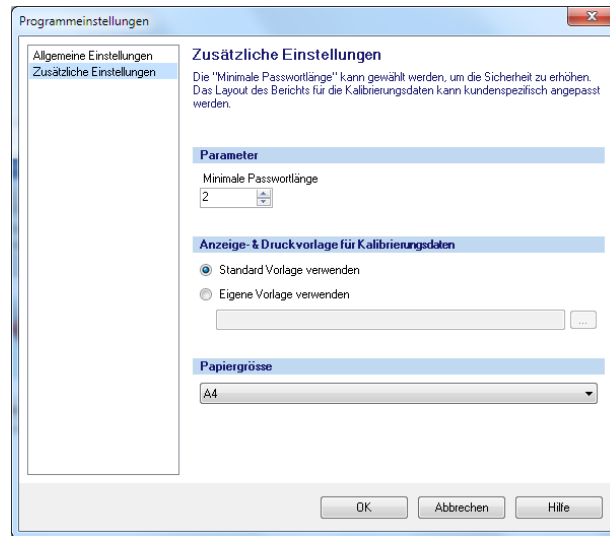 Programmeinstellungen
Allgemeine Einstellungen
Zusätzliche Einstellungen
Zusätzliche Einstellungen
Die "Minimale Passwortlänge" kann gewählt werden, um die Sicherheit zu erhöhen.
Das Layout des Berichts für die Kalibrierungsdaten kann kundenspezifisch angepasst
werden.
Parameter
Minimale Passwortlänge
2
Anzeige- & Druckvorlage für Kalibrierungsdaten
Standard Vorlage verwenden
Eigene Vorlage verwenden
...
Papiergrösse
A4
OK Abbrechen Hilfe